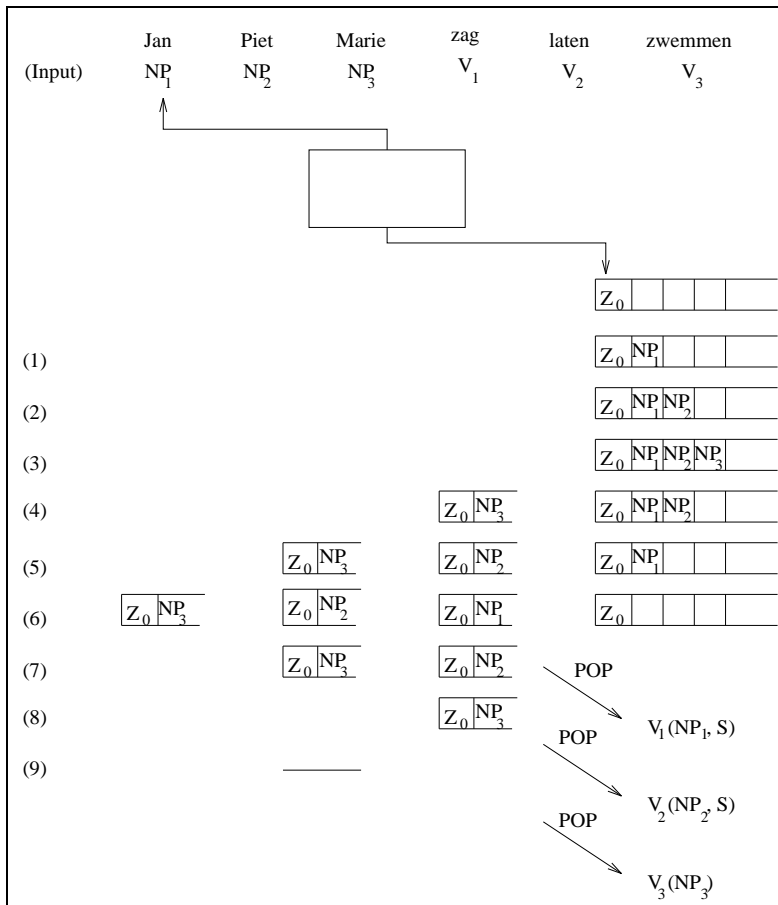 Jan Piet Marie zag laten zwemmen
(Input) NP₁ NP₂ NP₃ V₁ V₂ V₃
Z₀
(1) Z₀ NP₁
(2) Z₀ NP₁ NP₂
(3) Z₀ NP₁ NP₂ NP₃
(4) Z₀ NP₃ Z₀ NP₁ NP₂
(5) Z₀ NP₃ Z₀ NP₂ Z₀ NP₁
(6) Z₀ NP₃ Z₀ NP₂ Z₀ NP₁ Z₀
(7) Z₀ NP₃ Z₀ NP₂ POP
(8) Z₀ NP₃ V₁(NP₁, S)
POP
(9)
V₂(NP₂, S)
POP
V₃(NP₃)